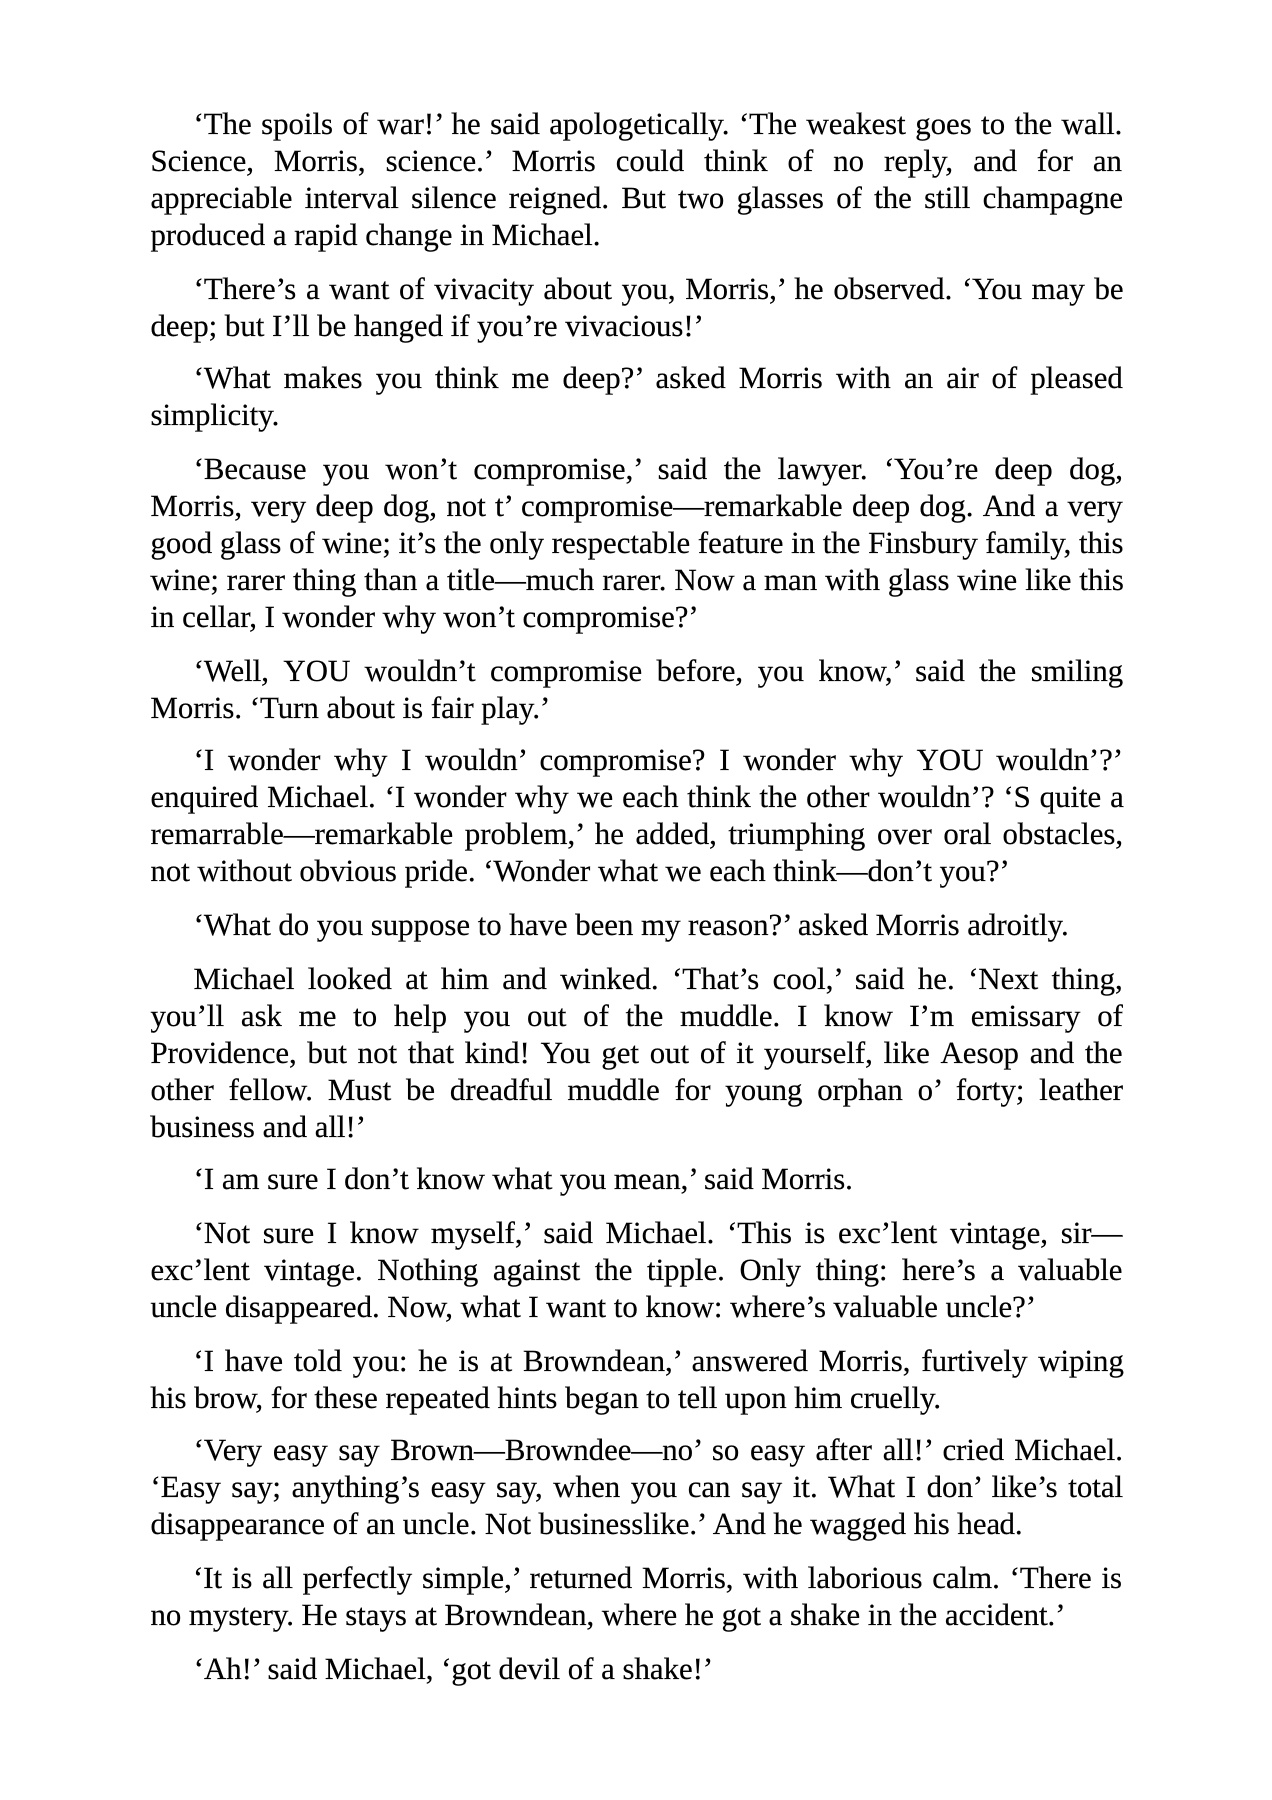 ‘The spoils of war!’ he said apologetically. ‘The weakest goes to the wall.
Science, Morris, science.’ Morris could think of no reply, and for an
appreciable interval silence reigned. But two glasses of the still champagne
produced a rapid change in Michael.
‘There’s a want of vivacity about you, Morris,’ he observed. ‘You may be
deep; but I’ll be hanged if you’re vivacious!’
‘What makes you think me deep?’ asked Morris with an air of pleased
simplicity.
‘Because you won’t compromise,’ said the lawyer. ‘You’re deep dog,
Morris, very deep dog, not t’ compromise—remarkable deep dog. And a very
good glass of wine; it’s the only respectable feature in the Finsbury family, this
wine; rarer thing than a title—much rarer. Now a man with glass wine like this
in cellar, I wonder why won’t compromise?’
‘Well, YOU wouldn’t compromise before, you know,’ said the smiling
Morris. ‘Turn about is fair play.’
‘I wonder why I wouldn’ compromise? I wonder why YOU wouldn’?’
enquired Michael. ‘I wonder why we each think the other wouldn’? ‘S quite a
remarrable—remarkable problem,’ he added, triumphing over oral obstacles,
not without obvious pride. ‘Wonder what we each think—don’t you?’
‘What do you suppose to have been my reason?’ asked Morris adroitly.
Michael looked at him and winked. ‘That’s cool,’ said he. ‘Next thing,
you’ll ask me to help you out of the muddle. I know I’m emissary of
Providence, but not that kind! You get out of it yourself, like Aesop and the
other fellow. Must be dreadful muddle for young orphan o’ forty; leather
business and all!’
‘I am sure I don’t know what you mean,’ said Morris.
‘Not sure I know myself,’ said Michael. ‘This is exc’lent vintage, sir—
exc’lent vintage. Nothing against the tipple. Only thing: here’s a valuable
uncle disappeared. Now, what I want to know: where’s valuable uncle?’
‘I have told you: he is at Browndean,’ answered Morris, furtively wiping
his brow, for these repeated hints began to tell upon him cruelly.
‘Very easy say Brown—Browndee—no’ so easy after all!’ cried Michael.
‘Easy say; anything’s easy say, when you can say it. What I don’ like’s total
disappearance of an uncle. Not businesslike.’ And he wagged his head.
‘It is all perfectly simple,’ returned Morris, with laborious calm. ‘There is
no mystery. He stays at Browndean, where he got a shake in the accident.’
‘Ah!’ said Michael, ‘got devil of a shake!’